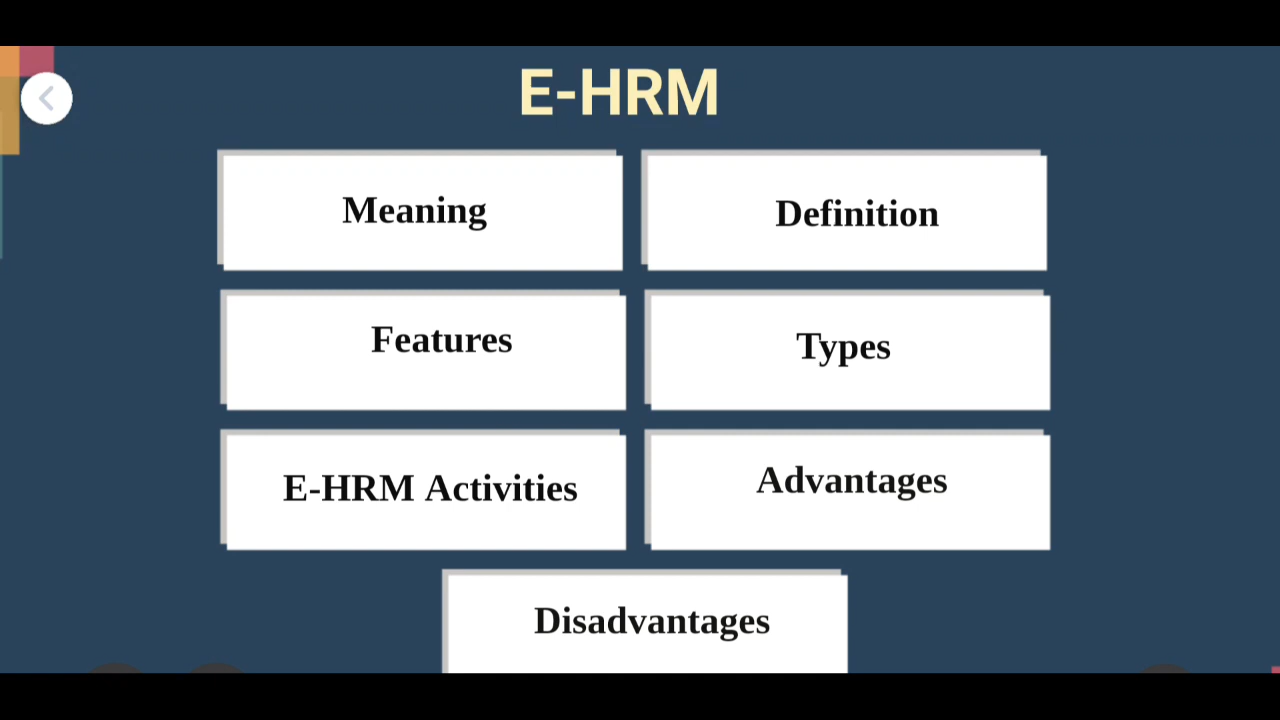 E-HRM
Meaning
Definition
Features
Types
E-HRM Activities
Advantages
Disadvantages